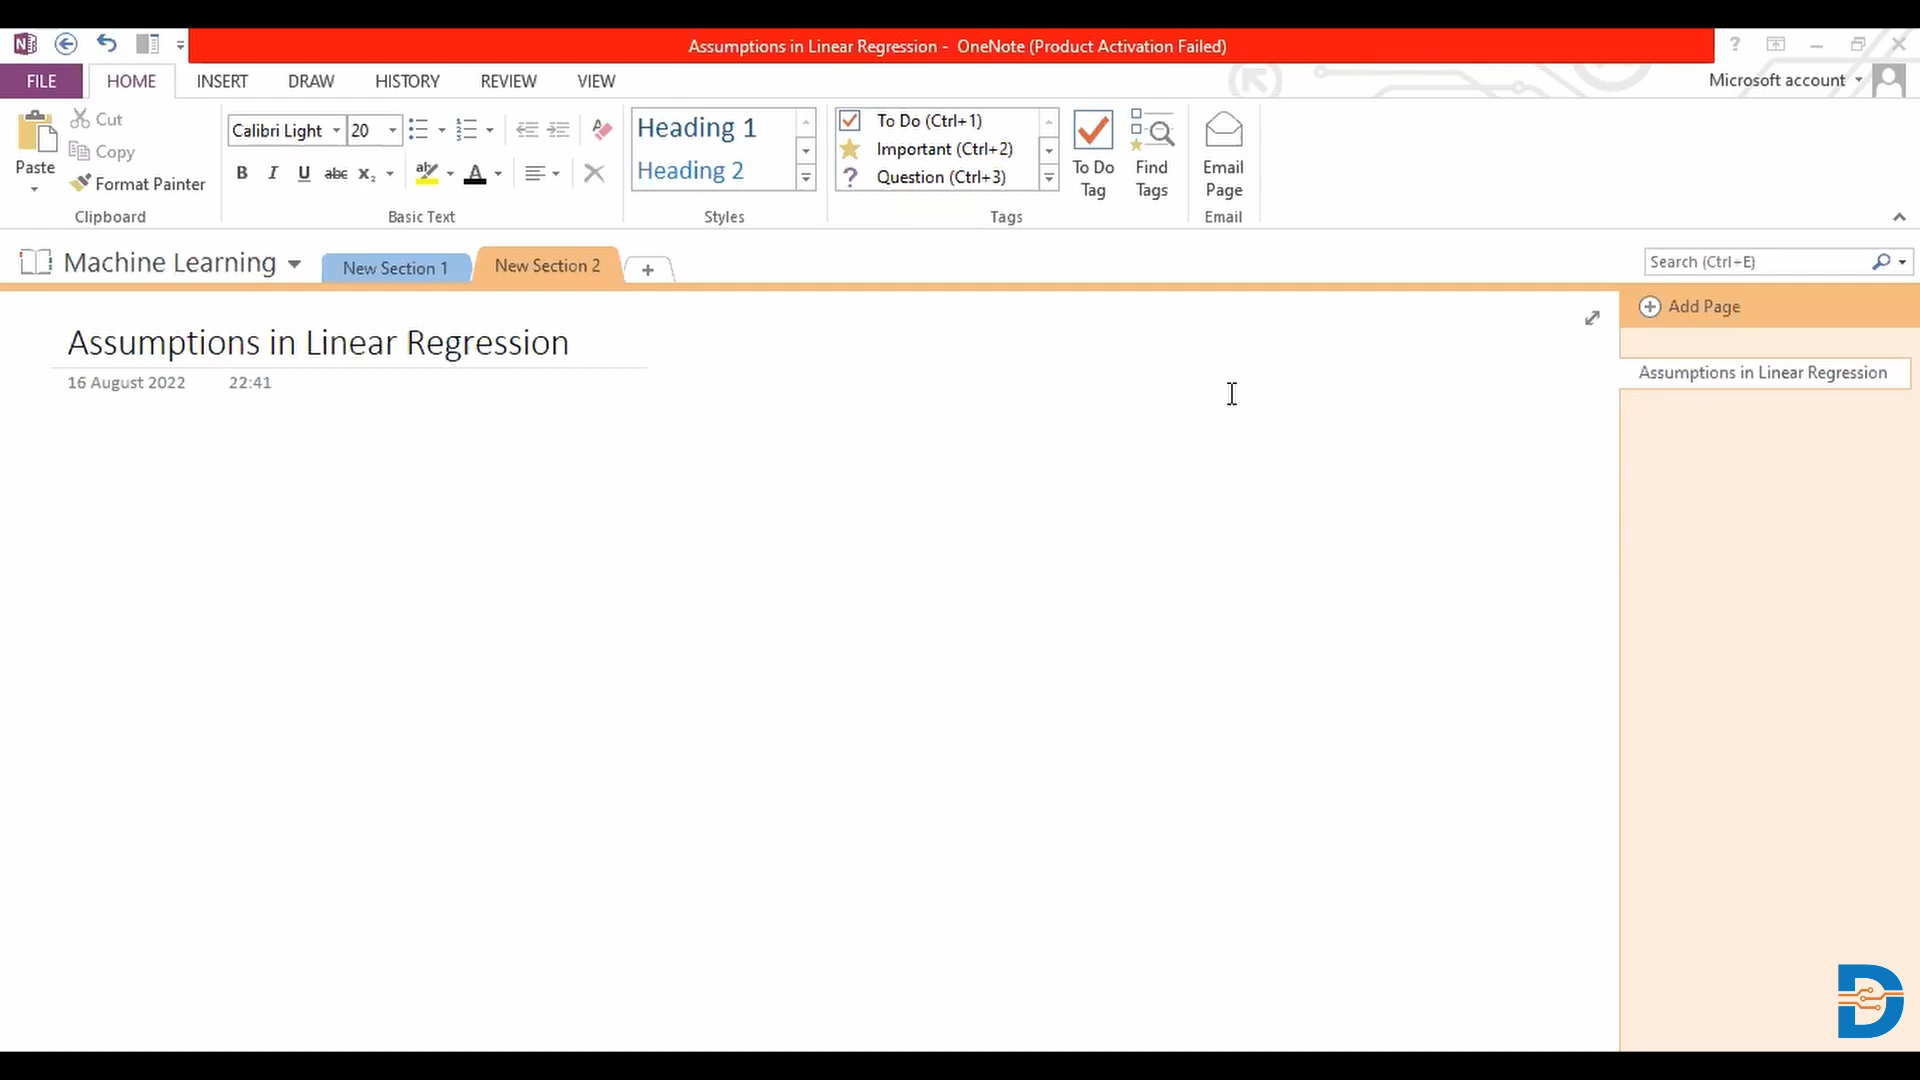 Assumptions in Linear Regression - OneNote (Product Activation Failed)
FILE HOME INSERT DRAW HISTORY REVIEW VIEW Microsoft account
Paste
Cut
Copy
Format Painter
Clipboard
Calibri Light 20
B I U abc X₂ A
Basic Text
Heading 1
Heading 2
Styles
To Do (Ctrl+1)
Important (Ctrl+2)
Question (Ctrl+3)
To Do Tag
Find Tags
Tags
Email Page
Email
Machine Learning New Section 1 New Section 2 + Search (Ctrl+E)
Add Page
Assumptions in Linear Regression
16 August 2022 22:41
Assumptions in Linear Regression